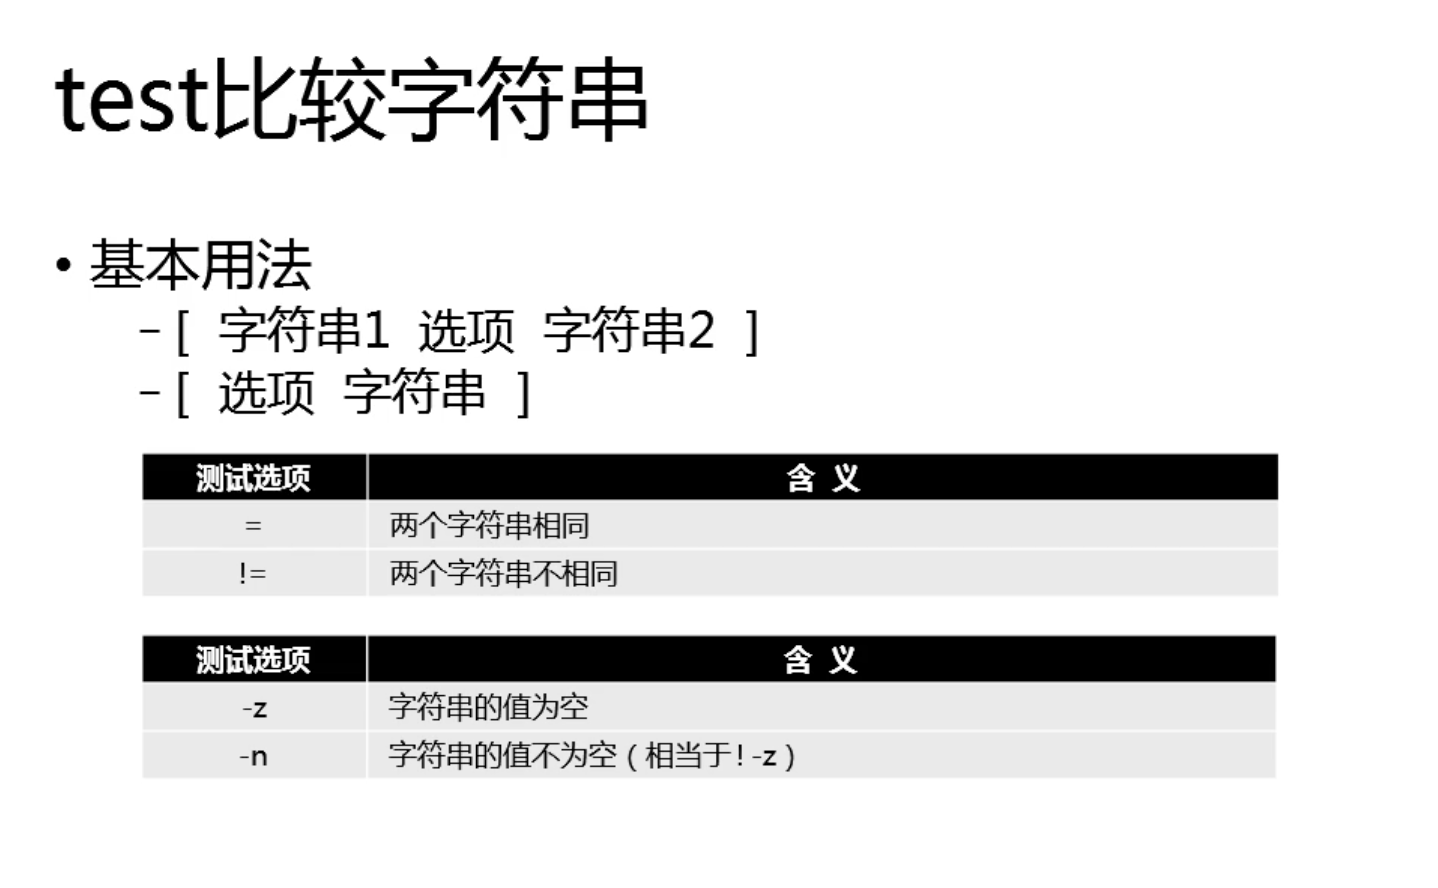 test比较字符串
• 基本用法
– [ 字符串1 选项 字符串2 ]
– [ 选项 字符串 ]
测试选项 含 义
= 两个字符串相同
!= 两个字符串不相同
测试选项 含 义
-z 字符串的值为空
-n 字符串的值不为空（相当于! -z）